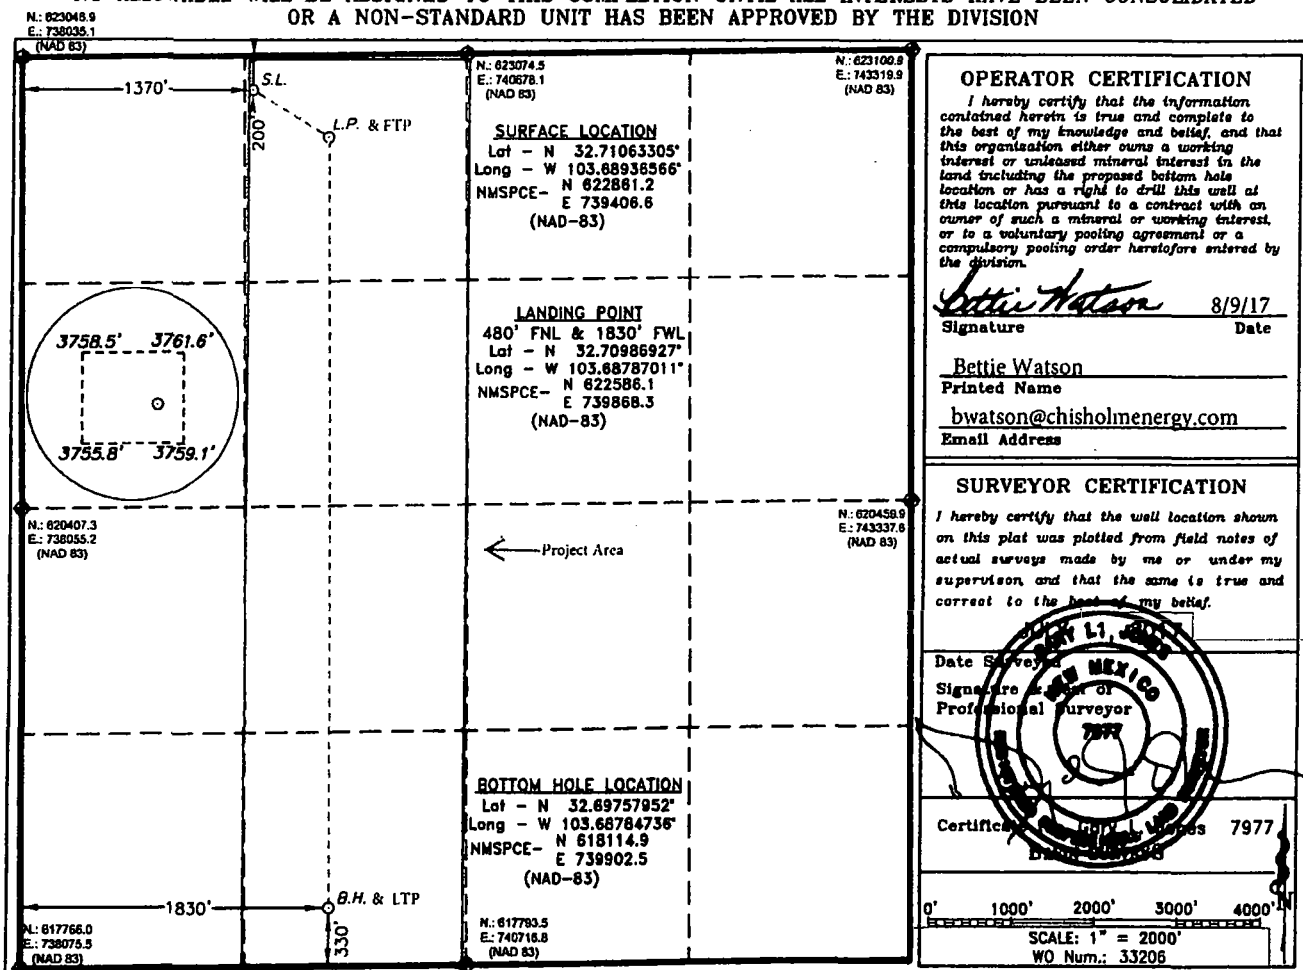 OR A NON-STANDARD UNIT HAS BEEN APPROVED BY THE DIVISION
N.: 623048.9
E.: 738035.1
(NAD 83)
1370'
S.L.
200'
L.P. & FTP
N.: 623074.5
E.: 740678.1
(NAD 83)
N.: 623100.8
E.: 743319.9
(NAD 83)
SURFACE LOCATION
Lat - N 32.71063305°
Long - W 103.68936566°
NMSPCE- N 622861.2
E 739406.6
(NAD-83)
LANDING POINT
480' FNL & 1830' FWL
Lat - N 32.70986927°
Long - W 103.68787011°
NMSPCE- N 622586.1
E 739868.3
(NAD-83)
3758.5' 3761.6'
3755.8' 3759.1'
N.: 620407.3
E.: 738055.2
(NAD 83)
N.: 620459.9
E.: 743337.6
(NAD 83)
Project Area
BOTTOM HOLE LOCATION
Lat - N 32.69757952°
Long - W 103.68784736°
NMSPCE- N 618114.9
E 739902.5
(NAD-83)
1830'
B.H. & LTP
330'
N.: 617766.0
E.: 738075.5
(NAD 83)
N.: 617793.5
E.: 740716.8
(NAD 83)
OPERATOR CERTIFICATION
I hereby certify that the information
contained herein is true and complete to
the best of my knowledge and belief, and that
this organization either owns a working
interest or unleased mineral interest in the
land including the proposed bottom hole
location or has a right to drill this well at
this location pursuant to a contract with an
owner of such a mineral or working interest,
or to a voluntary pooling agreement or a
compulsory pooling order heretofore entered by
the division.
Bettie Watson 8/9/17
Signature Date
Bettie Watson
Printed Name
bwatson@chisholmenergy.com
Email Address
SURVEYOR CERTIFICATION
I hereby certify that the well location shown
on this plat was plotted from field notes of
actual surveys made by me or under my
supervison, and that the same is true and
correct to the best of my belief.
Date Surveyed
Signature & Seal of
Professional Surveyor
NEW MEXICO
7977
Certificate 7977
0' 1000' 2000' 3000' 4000'
N
SCALE: 1" = 2000'
WO Num.: 33206